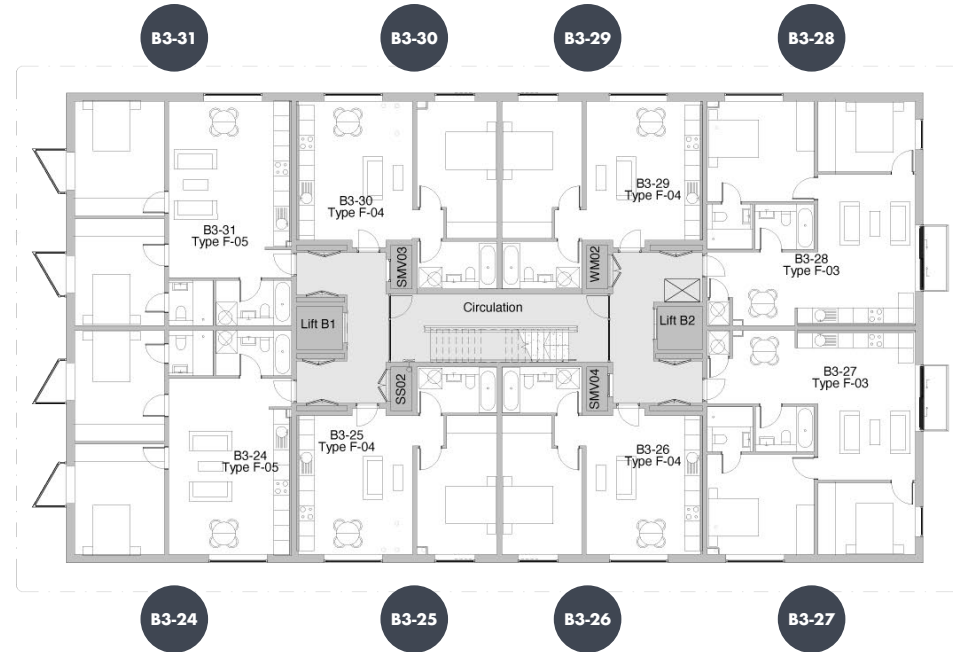 B3-31
B3-30
B3-29
B3-28
B3-31
Type F-05
B3-30
Type F-04
B3-29
Type F-04
B3-28
Type F-03
SMV03
WM02
Lift B1
Circulation
Lift B2
SS02
SMV04
B3-24
Type F-05
B3-25
Type F-04
B3-26
Type F-04
B3-27
Type F-03
B3-24
B3-25
B3-26
B3-27